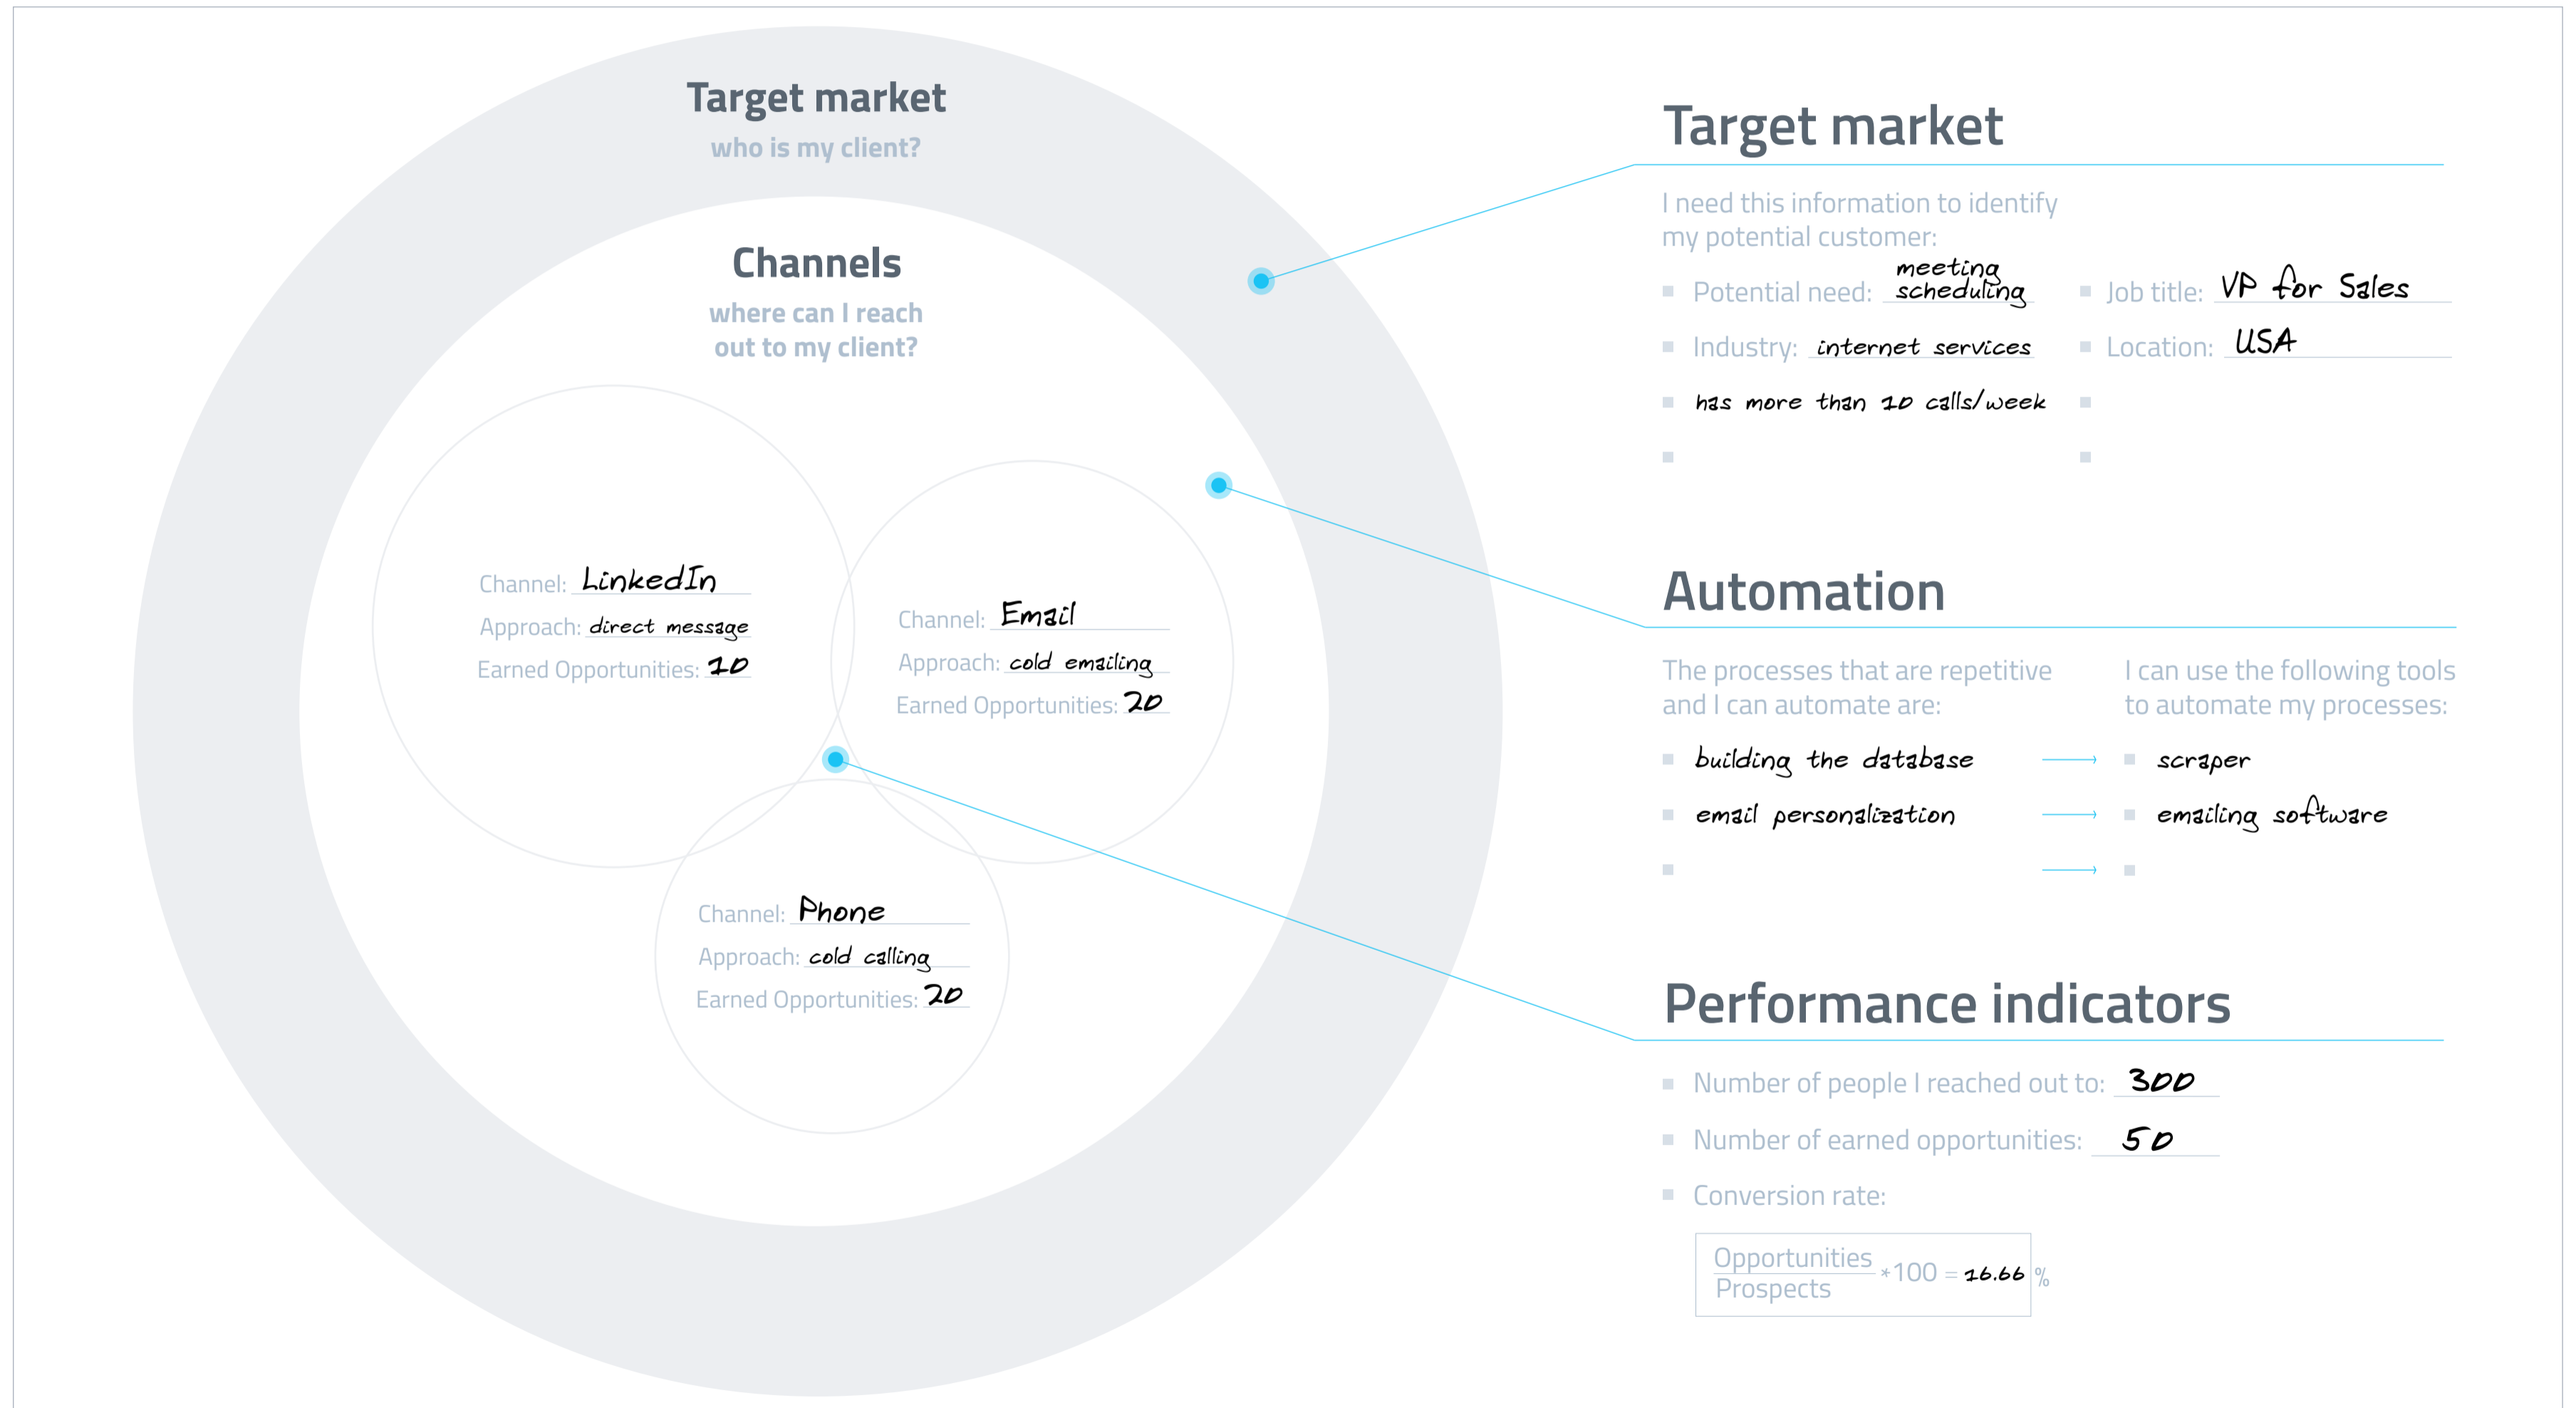 Target market
who is my client?
Channels
where can I reach
out to my client?
Channel: LinkedIn
Approach: direct message
Earned Opportunities: 10
Channel: Email
Approach: cold emailing
Earned Opportunities: 20
Channel: Phone
Approach: cold calling
Earned Opportunities: 20
Target market
I need this information to identify
my potential customer:
Potential need: meeting
scheduling
Job title: VP for Sales
Industry: internet services
Location: USA
has more than 10 calls/week
Automation
The processes that are repetitive
and I can automate are:
I can use the following tools
to automate my processes:
building the database
scraper
email personalization
emailing software
Performance indicators
Number of people I reached out to: 300
Number of earned opportunities: 50
Conversion rate:
Opportunities
Prospects
*100 = 16.66 %